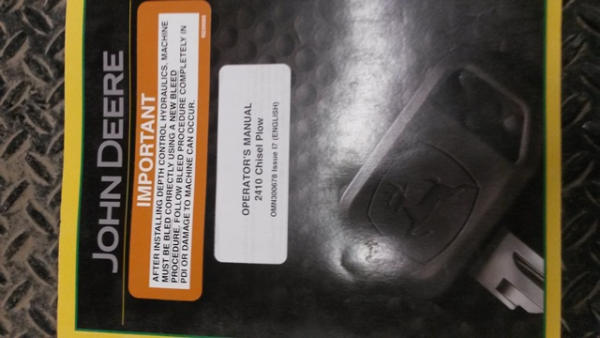 JOHN DEERE
IMPORTANT
AFTER INSTALLING DEPTH CONTROL HYDRAULICS, MACHINE
MUST BE BLED CORRECTLY USING A NEW BLEED
PROCEDURE. FOLLOW BLEED PROCEDURE COMPLETELY IN
PDI OR DAMAGE TO MACHINE CAN OCCUR.
OPERATOR'S MANUAL
2410 Chisel Plow
OMN300678 Issue I7 (ENGLISH)